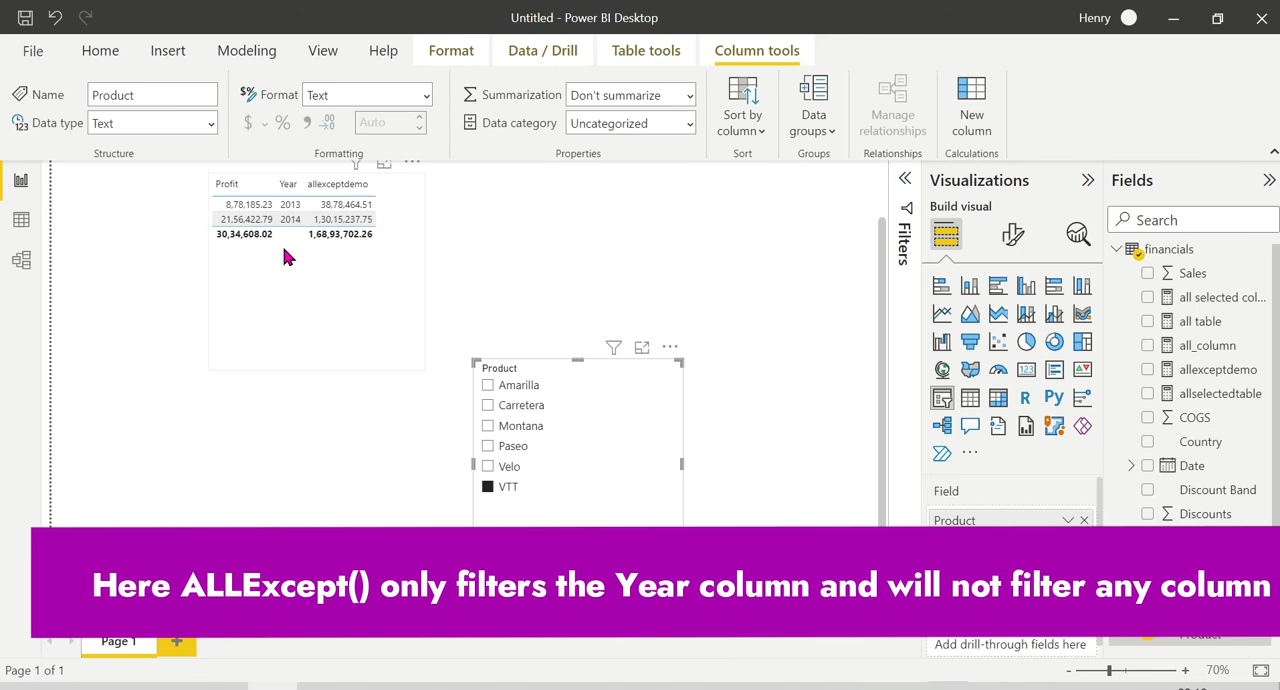 Untitled - Power BI Desktop
Henry
File Home Insert Modeling View Help Format Data / Drill Table tools Column tools
Name Product
Data type Text
Structure
Format Text
$ % 9 .00 Auto
Formatting
Summarization Don't summarize
Data category Uncategorized
Properties
Sort by
column
Sort
Data
groups
Groups
Manage
relationships
Relationships
New
column
Calculations
Profit Year allexceptdemo
8,78,185.23 2013 38,78,464.51
21,56,422.79 2014 1,30,15,237.75
30,34,608.02 1,68,93,702.26
Product
Amarilla
Carretera
Montana
Paseo
Velo
VTT
Filters
Visualizations
Build visual
123
R Py
Field
Product
Add drill-through fields here
Fields
Search
financials
Sales
all selected col...
all table
all_column
allexceptdemo
allselectedtable
COGS
Country
Date
Discount Band
Discounts
Product
Here ALLExcept() only filters the Year column and will not filter any column
Page 1
Page 1 of 1
- + 70%